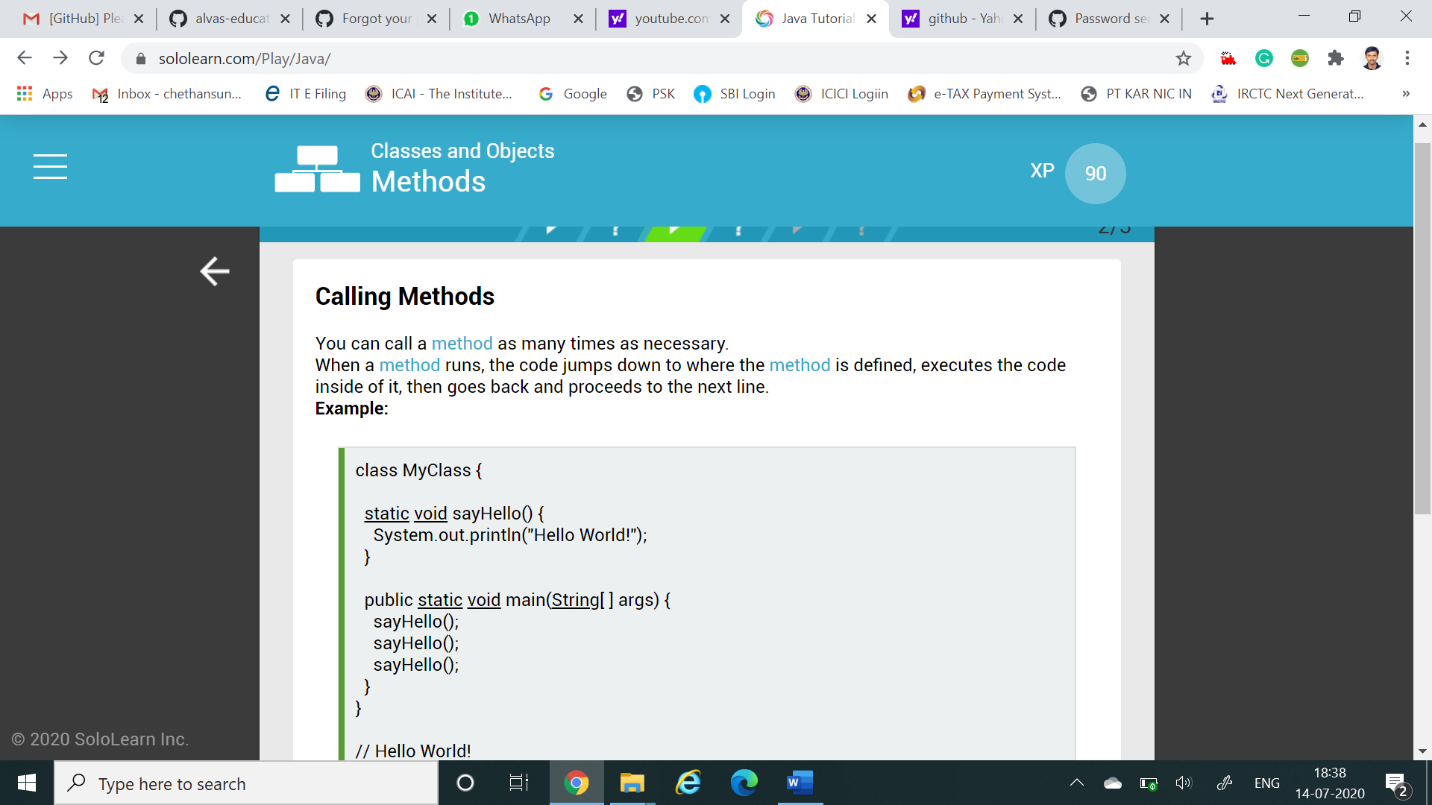 [GitHub] Ple
alvas-educat
Forgot your
1 WhatsApp
youtube.com
Java Tutorial
github - Yah
Password se
sololearn.com/Play/Java/
Apps
12 Inbox - chethansun...
IT E Filing
ICAI - The Institute...
Google
PSK
SBI Login
ICICI Logiin
e-TAX Payment Syst...
PT KAR NIC IN
IRCTC Next Generat...
»
Classes and Objects
Methods
XP 90
2/5
Calling Methods
You can call a method as many times as necessary.
When a method runs, the code jumps down to where the method is defined, executes the code
inside of it, then goes back and proceeds to the next line.
Example:
class MyClass {
static void sayHello() {
System.out.println("Hello World!");
}
public static void main(String[ ] args) {
sayHello();
sayHello();
sayHello();
}
}
// Hello World!
© 2020 SoloLearn Inc.
Type here to search
ENG
18:38
14-07-2020
2